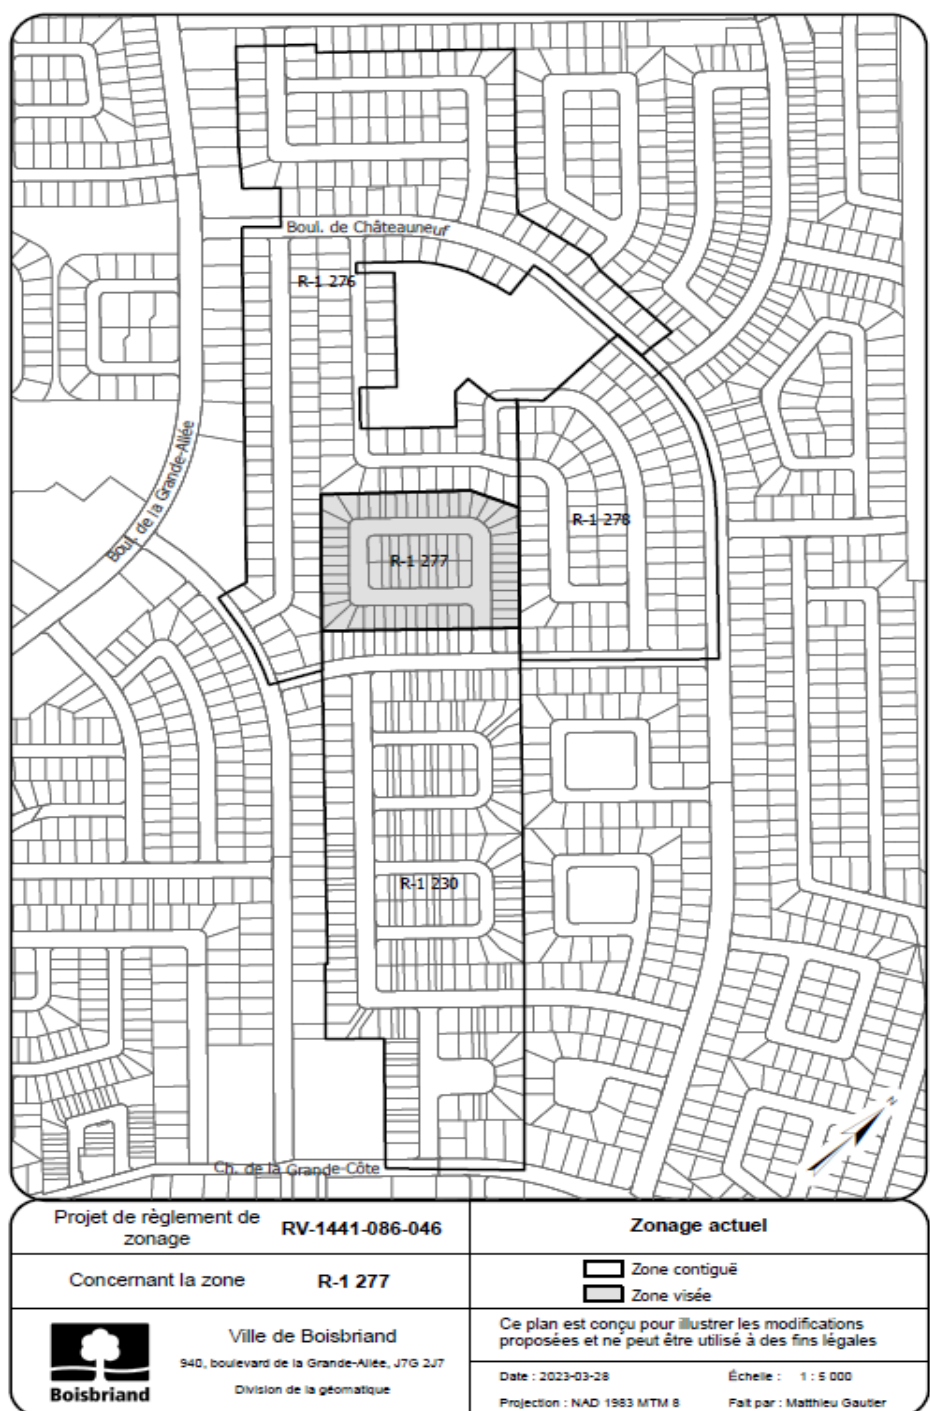 Boul. de Châteauneuf
R-1 276
Boul. de la Grande-Allée
R-1 278
R-1 277
R-1 230
Ch. de la Grande Côte
N
Projet de règlement de
zonage
RV-1441-086-046
Zonage actuel
Concernant la zone
R-1 277
Zone contiguë
Zone visée
Boisbriand
Ville de Boisbriand
940, boulevard de la Grande-Allée, J7G 2J7
Division de la géomatique
Ce plan est conçu pour illustrer les modifications
proposées et ne peut être utilisé à des fins légales
Date : 2023-03-28
Échelle : 1 : 5 000
Projection : NAD 1983 MTM 8
Fait par : Matthieu Gautier